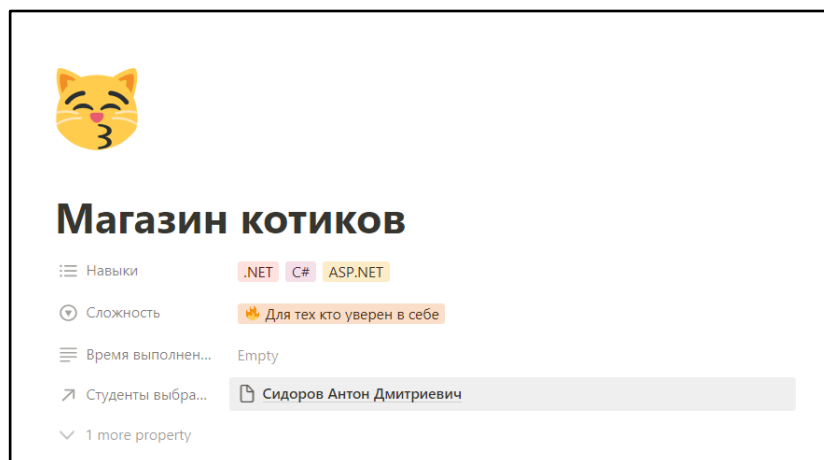 Магазин котиков
Навыки .NET C# ASP.NET
Сложность 🔥 Для тех кто уверен в себе
Время выполнен... Empty
Студенты выбра... Сидоров Антон Дмитриевич
1 more property